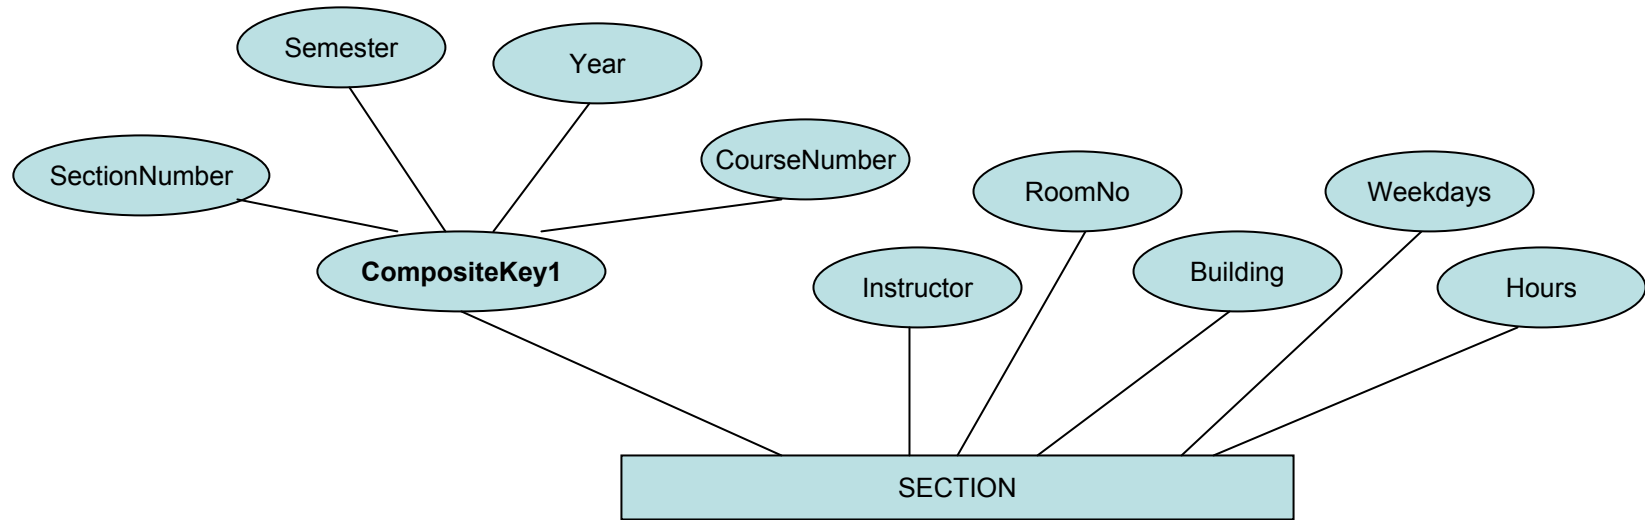 Semester
Year
SectionNumber
CourseNumber
RoomNo
Weekdays
CompositeKey1
Instructor
Building
Hours
SECTION